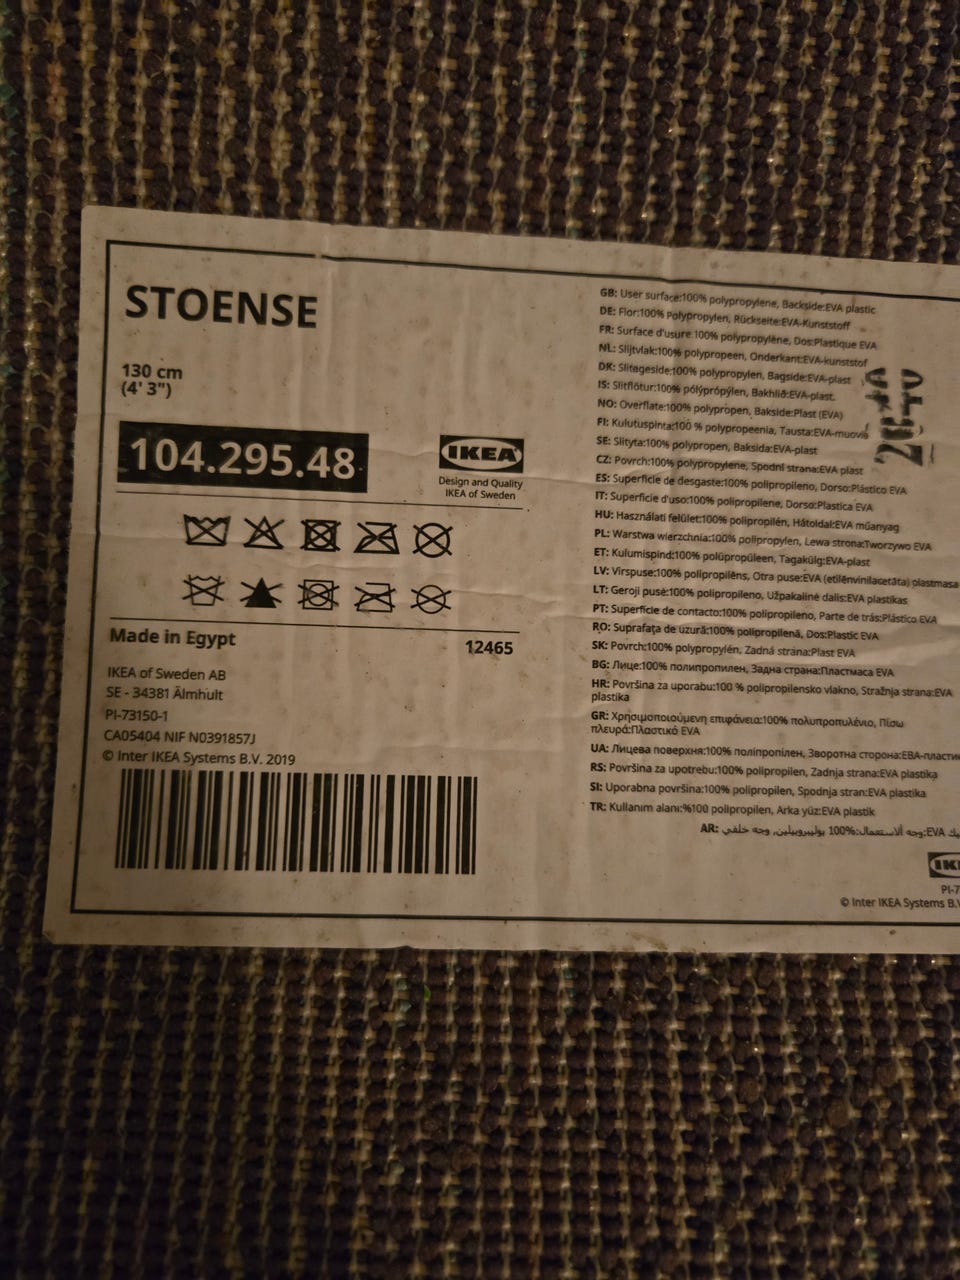 STOENSE
130 cm
(4' 3")
104.295.48
IKEA
Design and Quality
IKEA of Sweden
Made in Egypt
12465
IKEA of Sweden AB
SE - 34381 Älmhult
PI-73150-1
CA05404 NIF N0391857J
© Inter IKEA Systems B.V. 2019
GB: User surface:100% polypropylene, Backside:EVA plastic
DE: Flor:100% Polypropylen, Rückseite:EVA-Kunststoff
FR: Surface d'usure:100% polypropylène, Dos:Plastique EVA
NL: Slijtvlak:100% polypropeen, Onderkant:EVA-kunststof
DK: Slitageside:100% polypropylen, Bagside:EVA-plast
IS: Slitflötur:100% pólýprópýlen, Bakhlið:EVA-plast.
NO: Overflate:100% polypropen, Bakside:Plast (EVA)
FI: Kulutuspinta:100 % polypropeenia, Tausta:EVA-muovia
SE: Slityta:100% polypropen, Baksida:EVA-plast
CZ: Povrch:100% polypropylene, Spodní strana:EVA plast
ES: Superficie de desgaste:100% polipropileno, Dorso:Plástico EVA
IT: Superficie d'uso:100% polipropilene, Dorso:Plastica EVA
HU: Használati felület:100% polipropilén, Hátoldal:EVA műanyag
PL: Warstwa wierzchnia:100% polipropylen, Lewa strona:Tworzywo EVA
ET: Kulumispind:100% polüpropüleen, Tagakülg:EVA-plast
LV: Virspuse:100% polipropilēns, Otra puse:EVA (etilēnvinilacetāta) plastmasa
LT: Geroji pusė:100% polipropileno, Užpakalinė dalis:EVA plastikas
PT: Superfície de contacto:100% polipropileno, Parte de trás:Plástico EVA
RO: Suprafaţa de uzură:100% polipropilenă, Dos:Plastic EVA
SK: Povrch:100% polypropylén, Zadná strana:Plast EVA
BG: Лице:100% полипропилен, Задна страна:Пластмаса EVA
HR: Površina za uporabu:100 % polipropilensko vlakno, Stražnja strana:EVA
plastika
GR: Χρησιμοποιούμενη επιφάνεια:100% πολυπροπυλένιο, Πίσω
πλευρά:Πλαστικό EVA
UA: Лицева поверхня:100% поліпропілен, Зворотна сторона:ЕВА-пласти
RS: Površina za upotrebu:100% polipropilen, Zadnja strana:EVA plastika
SI: Uporabna površina:100% polipropilen, Spodnja stran:EVA plastika
TR: Kullanım alanı:%100 polipropilen, Arka yüz:EVA plastik
AR: وجه الاستعمال:100% بوليبروبيلين، وجه خلفي:EVA
IK
PI-7
© Inter IKEA Systems B.V